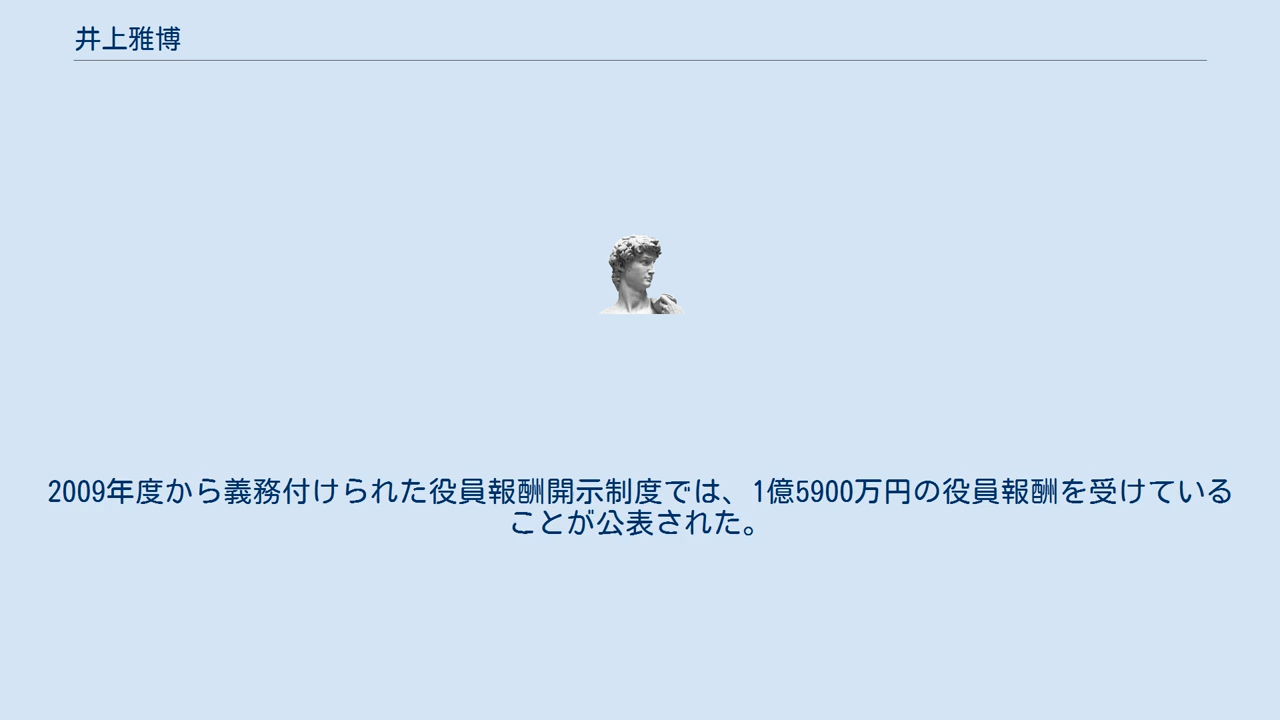 井上雅博
2009年度から義務付けられた役員報酬開示制度では、1億5900万円の役員報酬を受けている
ことが公表された。